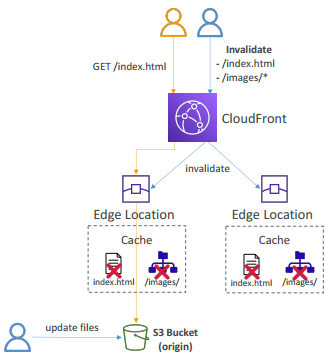 GET /index.html
Invalidate
- /index.html
- /images/*
CloudFront
invalidate
Edge Location
Edge Location
Cache
Cache
index.html
/images/
index.html
/images/
update files
S3 Bucket
(origin)